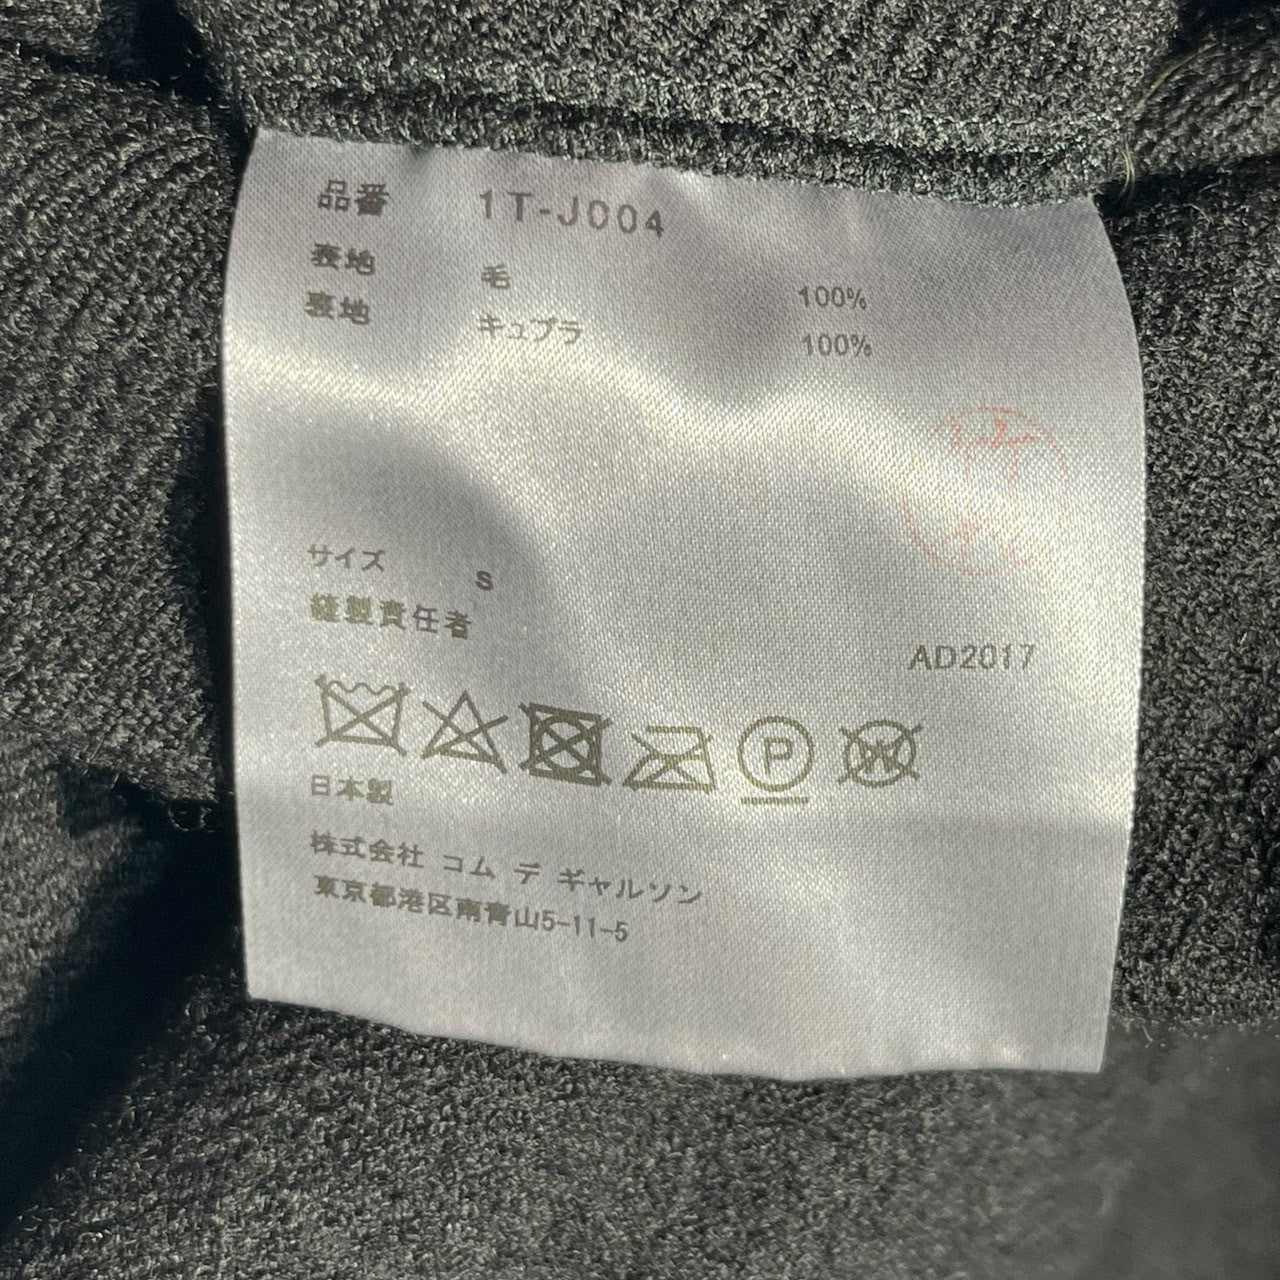 品番 1T-J004
表地 毛 100%
裏地 キュプラ 100%
サイズ S
縫製責任者
AD2017
P W
日本製
株式会社 コム デ ギャルソン
東京都港区南青山5-11-5